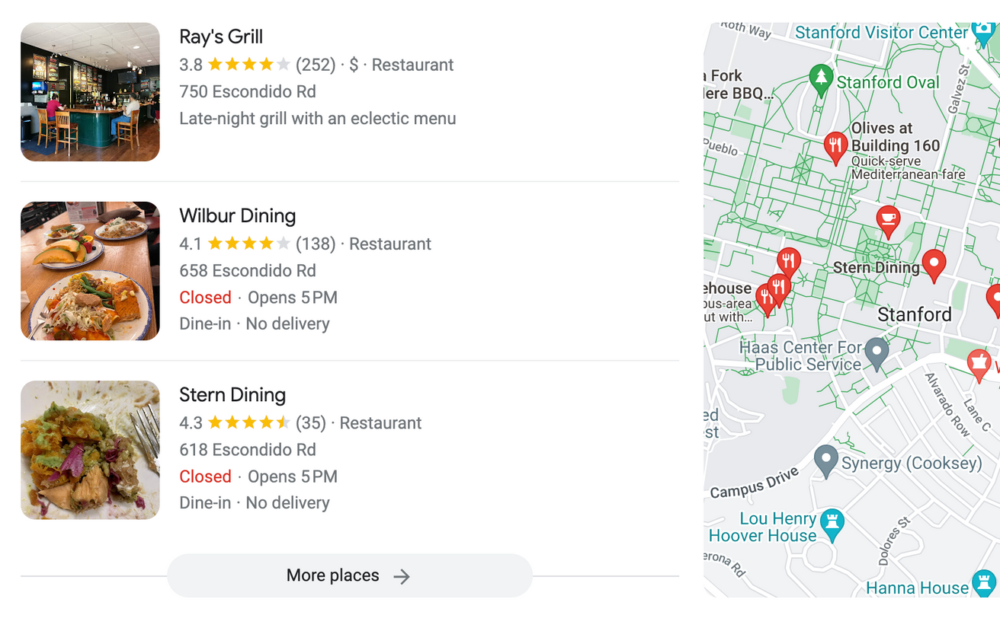 Ray's Grill
3.8 (252) · $ · Restaurant
750 Escondido Rd
Late-night grill with an eclectic menu
Wilbur Dining
4.1 (138) · Restaurant
658 Escondido Rd
Closed · Opens 5 PM
Dine-in · No delivery
Stern Dining
4.3 (35) · Restaurant
618 Escondido Rd
Closed · Opens 5 PM
Dine-in · No delivery
More places →
Roth Way
Stanford Visitor Center
a Fork
Stanford Oval
Galvez St
BBQ...
Olives at
Building 160
Quick-serve
Mediterranean fare
Pueblo
Stern Dining
ehouse
pus-area
ut with...
Stanford
Haas Center For
Public Service
Alvarado Row
Lane C
ed
st
Synergy (Cooksey)
Campus Drive
Lou Henry
Hoover House
Dolores St
erona Rd
Hanna House